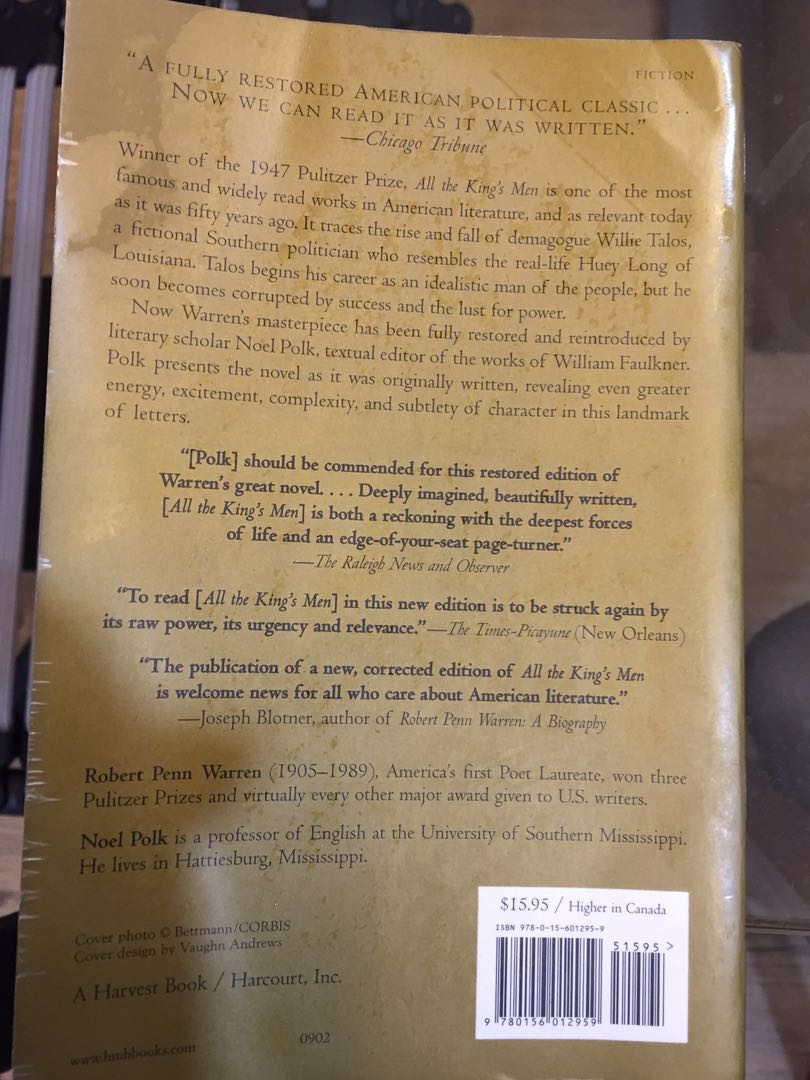 FICTION
“A FULLY RESTORED AMERICAN POLITICAL CLASSIC ...
NOW WE CAN READ IT AS IT WAS WRITTEN.”
—Chicago Tribune
Winner of the 1947 Pulitzer Prize, All the King's Men is one of the most
famous and widely read works in American literature, and as relevant today
as it was fifty years ago. It traces the rise and fall of demagogue Willie Talos,
a fictional Southern politician who resembles the real-life Huey Long of
Louisiana. Talos begins his career as an idealistic man of the people, but he
soon becomes corrupted by success and the lust for power.
Now Warren's masterpiece has been fully restored and reintroduced by
literary scholar Noel Polk, textual editor of the works of William Faulkner.
Polk presents the novel as it was originally written, revealing even greater
energy, excitement, complexity, and subtlety of character in this landmark
of letters.
“[Polk] should be commended for this restored edition of
Warren's great novel. . . . Deeply imagined, beautifully written,
[All the King's Men] is both a reckoning with the deepest forces
of life and an edge-of-your-seat page-turner.”
—The Raleigh News and Observer
“To read [All the King's Men] in this new edition is to be struck again by
its raw power, its urgency and relevance.”—The Times-Picayune (New Orleans)
“The publication of a new, corrected edition of All the King's Men
is welcome news for all who care about American literature.”
—Joseph Blotner, author of Robert Penn Warren: A Biography
Robert Penn Warren (1905–1989), America's first Poet Laureate, won three
Pulitzer Prizes and virtually every other major award given to U.S. writers.
Noel Polk is a professor of English at the University of Southern Mississippi.
He lives in Hattiesburg, Mississippi.
Cover photo © Bettmann/CORBIS
Cover design by Vaughn Andrews
A Harvest Book / Harcourt, Inc.
www.hmhbooks.com
0902
$15.95 / Higher in Canada
ISBN 978-0-15-601295-9
51595>
9 780156 012959